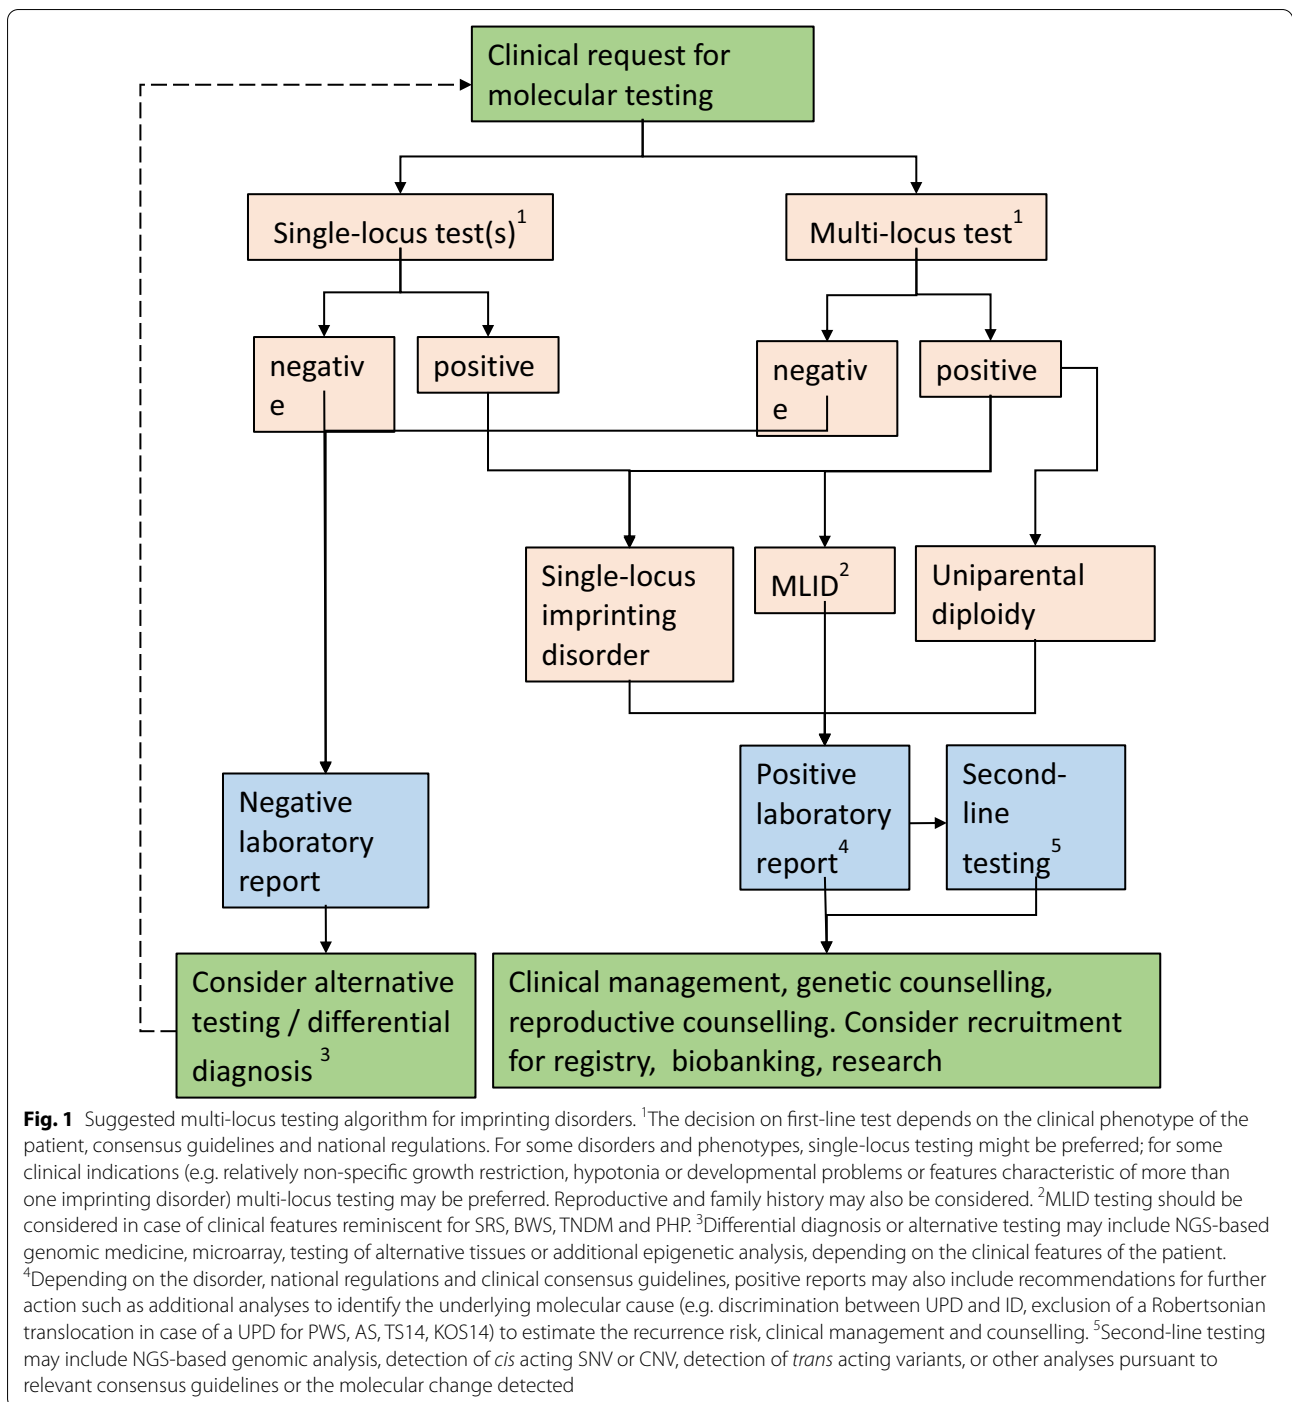 Clinical request for
molecular testing
Single-locus test(s)1
Multi-locus test1
negativ
e
positive
negativ
e
positive
Single-locus
imprinting
disorder
MLID2
Uniparental
diploidy
Negative
laboratory
report
Positive
laboratory
report4
Second-
line
testing5
Consider alternative
testing / differential
diagnosis 3
Clinical management, genetic counselling,
reproductive counselling. Consider recruitment
for registry, biobanking, research
Fig. 1 Suggested multi-locus testing algorithm for imprinting disorders. 1The decision on first-line test depends on the clinical phenotype of the
patient, consensus guidelines and national regulations. For some disorders and phenotypes, single-locus testing might be preferred; for some
clinical indications (e.g. relatively non-specific growth restriction, hypotonia or developmental problems or features characteristic of more than
one imprinting disorder) multi-locus testing may be preferred. Reproductive and family history may also be considered. 2MLID testing should be
considered in case of clinical features reminiscent for SRS, BWS, TNDM and PHP. 3Differential diagnosis or alternative testing may include NGS-based
genomic medicine, microarray, testing of alternative tissues or additional epigenetic analysis, depending on the clinical features of the patient.
4Depending on the disorder, national regulations and clinical consensus guidelines, positive reports may also include recommendations for further
action such as additional analyses to identify the underlying molecular cause (e.g. discrimination between UPD and ID, exclusion of a Robertsonian
translocation in case of a UPD for PWS, AS, TS14, KOS14) to estimate the recurrence risk, clinical management and counselling. 5Second-line testing
may include NGS-based genomic analysis, detection of cis acting SNV or CNV, detection of trans acting variants, or other analyses pursuant to
relevant consensus guidelines or the molecular change detected